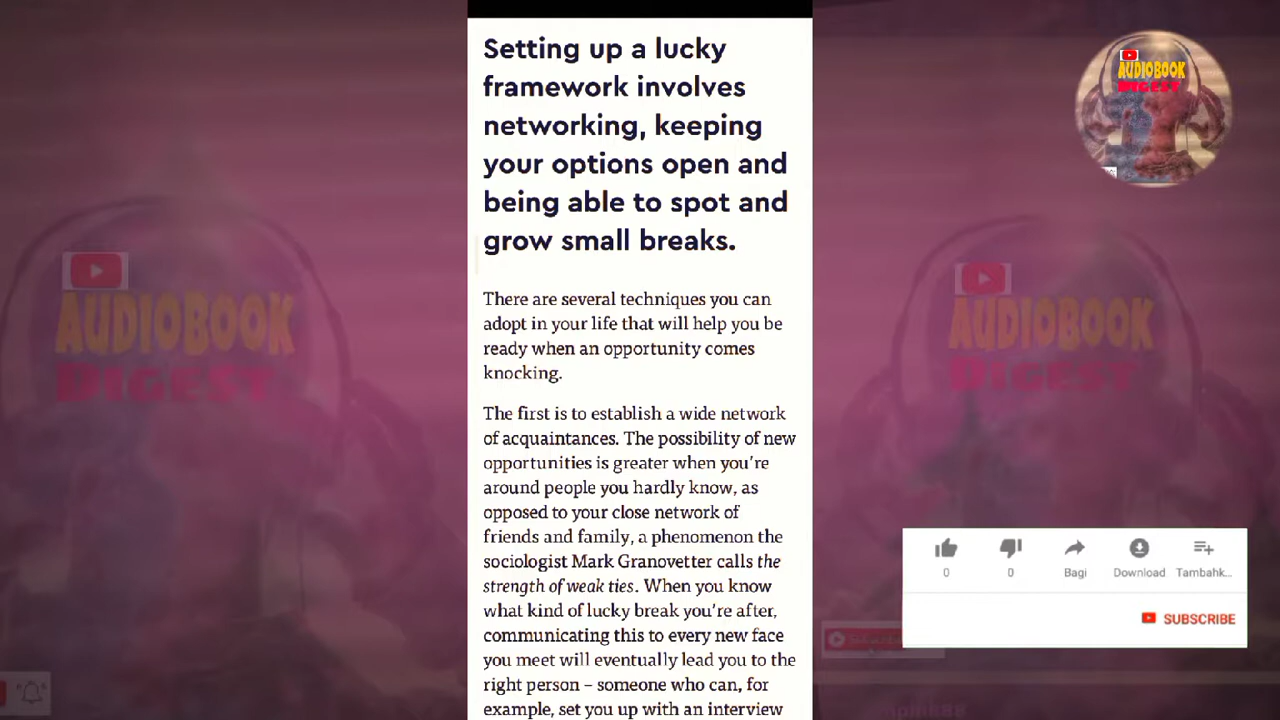 Setting up a lucky
framework involves
networking, keeping
your options open and
being able to spot and
grow small breaks.
There are several techniques you can
adopt in your life that will help you be
ready when an opportunity comes
knocking.
The first is to establish a wide network
of acquaintances. The possibility of new
opportunities is greater when you're
around people you hardly know, as
opposed to your close network of
friends and family, a phenomenon the
sociologist Mark Granovetter calls the
strength of weak ties. When you know
what kind of lucky break you're after,
communicating this to every new face
you meet will eventually lead you to the
right person – someone who can, for
example, set you up with an interview
AUDIOBOOK
DIGEST
AUDIOBOOK
DIGEST
AUDIOBOOK
DIGEST
0
0
Bagi
Download
Tambahk...
SUBSCRIBE